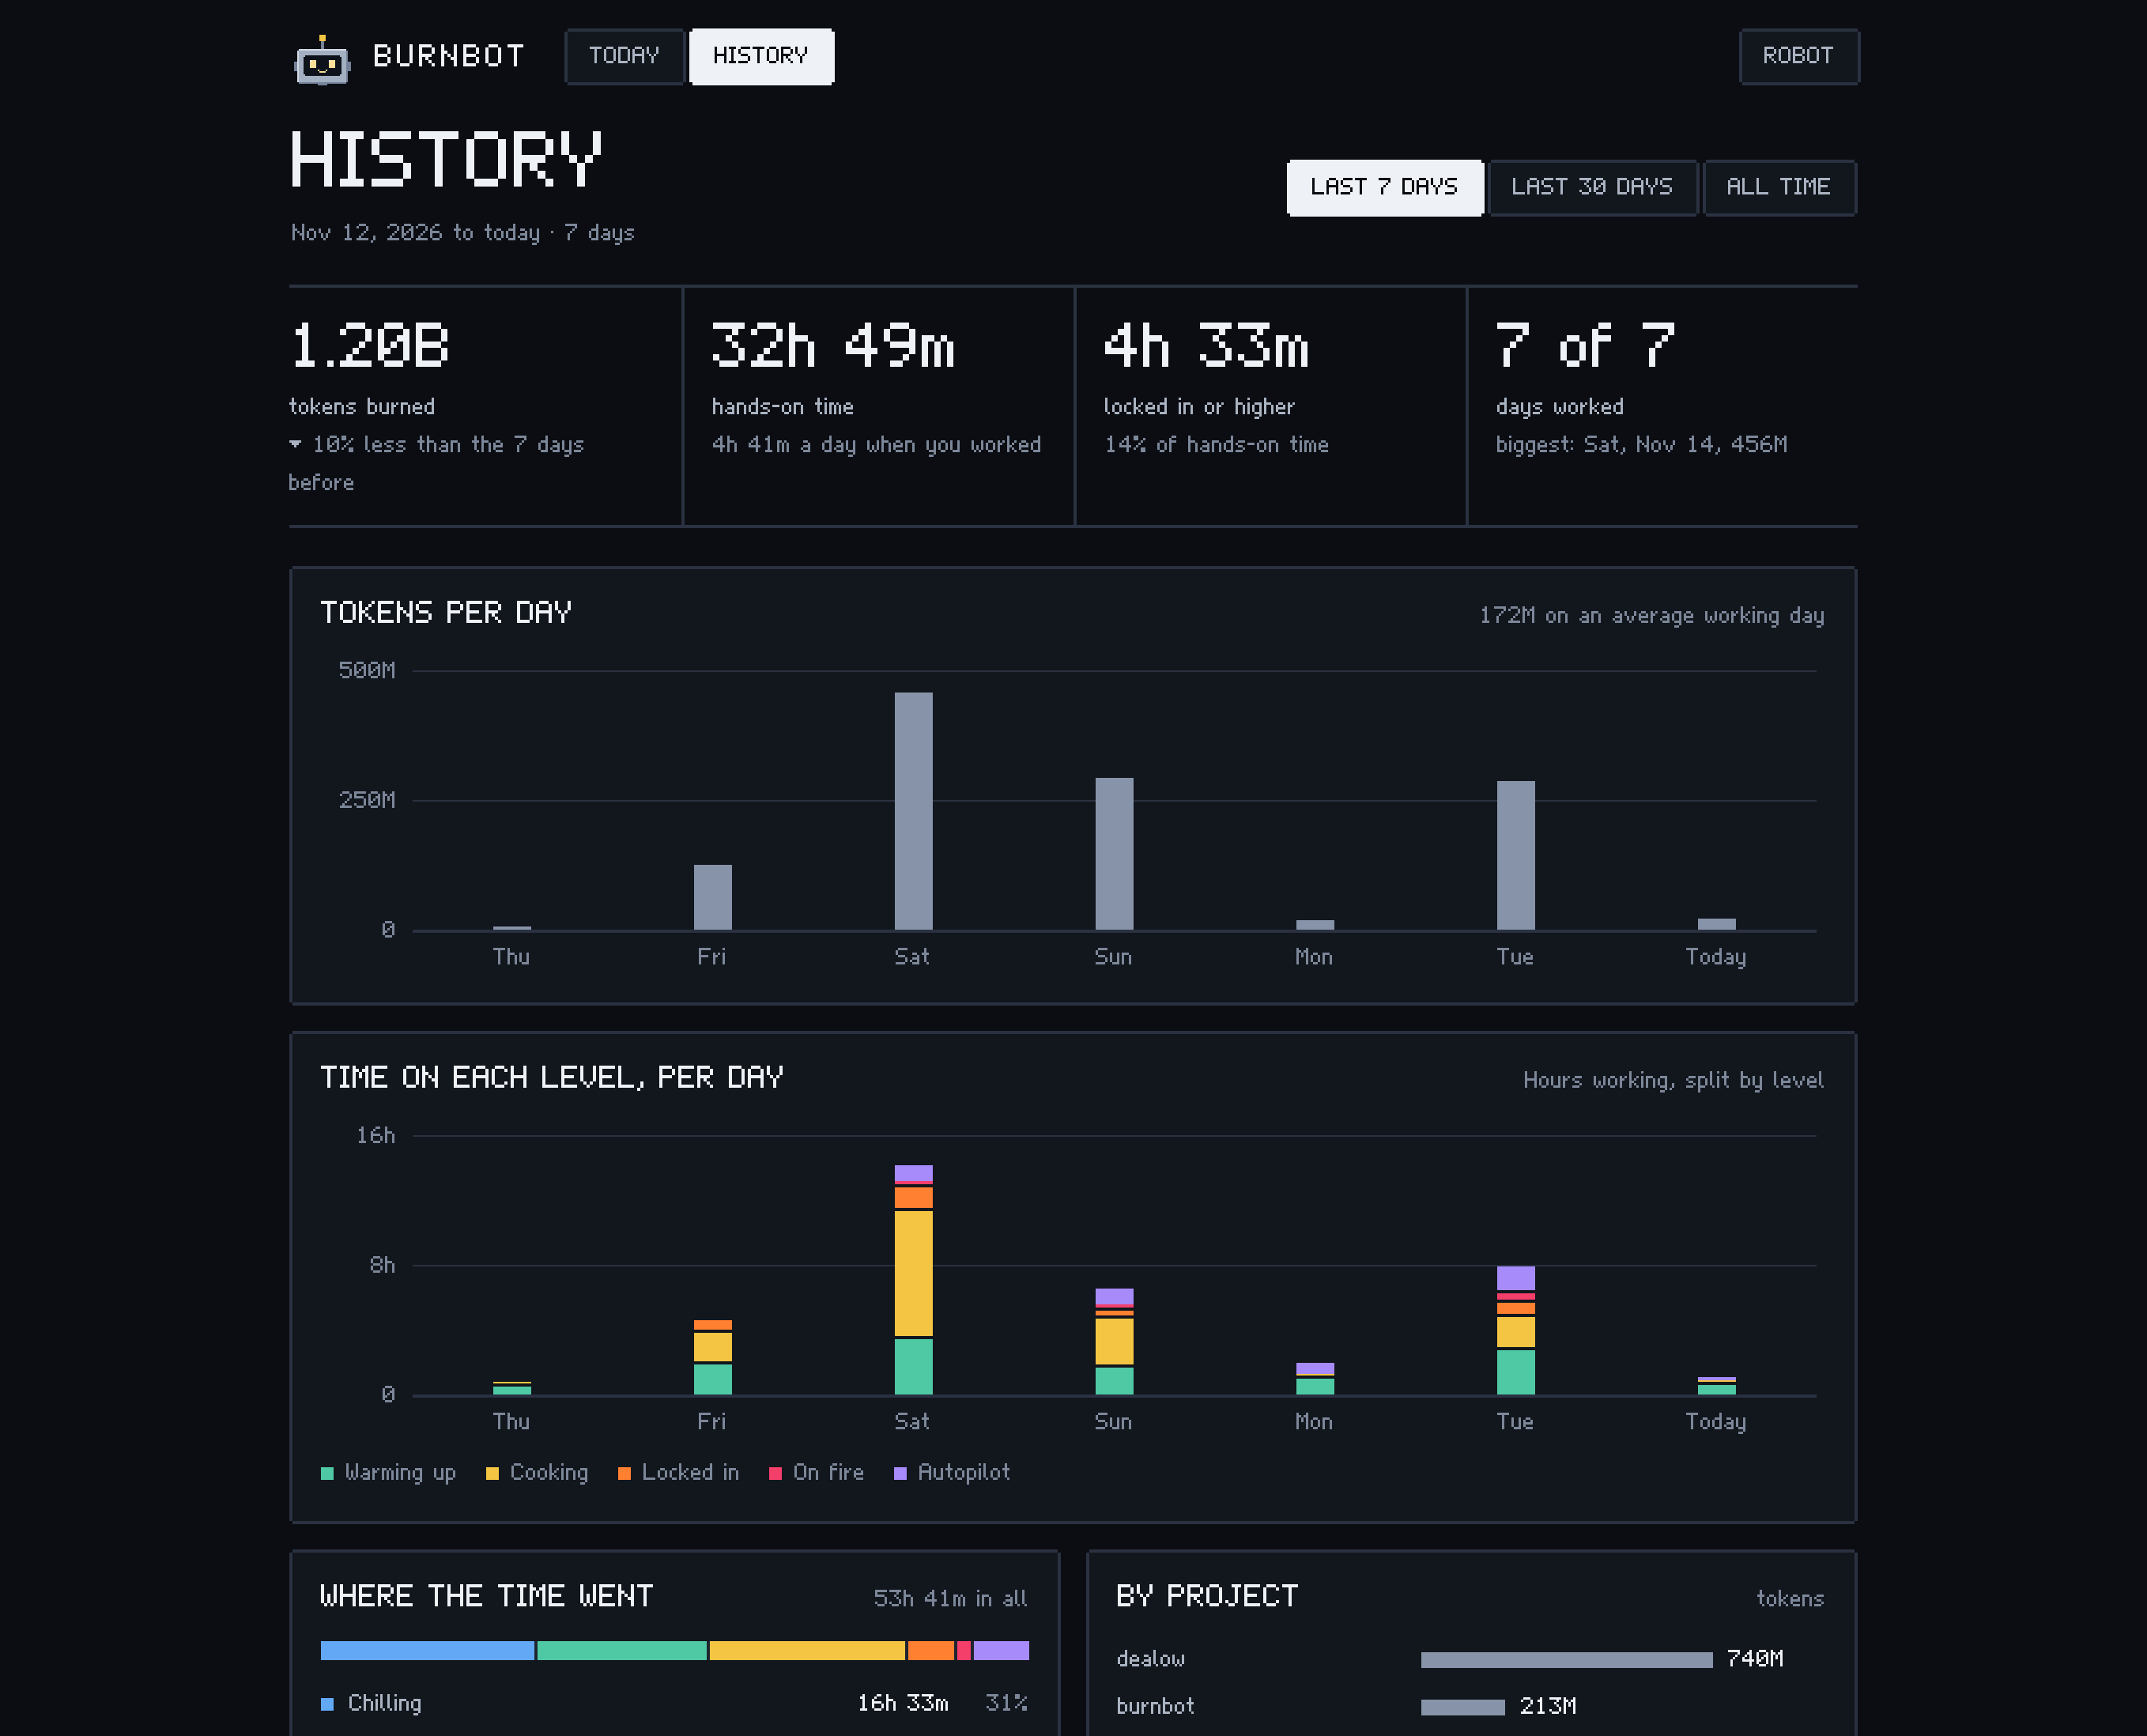 BURNBOT TODAY HISTORY ROBOT
HISTORY
LAST 7 DAYS LAST 30 DAYS ALL TIME
Nov 12, 2026 to today · 7 days
1.20B
tokens burned
▼ 10% less than the 7 days
before
32h 49m
hands-on time
4h 41m a day when you worked
4h 33m
locked in or higher
14% of hands-on time
7 of 7
days worked
biggest: Sat, Nov 14, 456M
TOKENS PER DAY
172M on an average working day
500M
250M
0
Thu Fri Sat Sun Mon Tue Today
TIME ON EACH LEVEL, PER DAY
Hours working, split by level
16h
8h
0
Thu Fri Sat Sun Mon Tue Today
Warming up Cooking Locked in On fire Autopilot
WHERE THE TIME WENT
53h 41m in all
Chilling 16h 33m 31%
BY PROJECT
tokens
dealow 740M
burnbot 213M